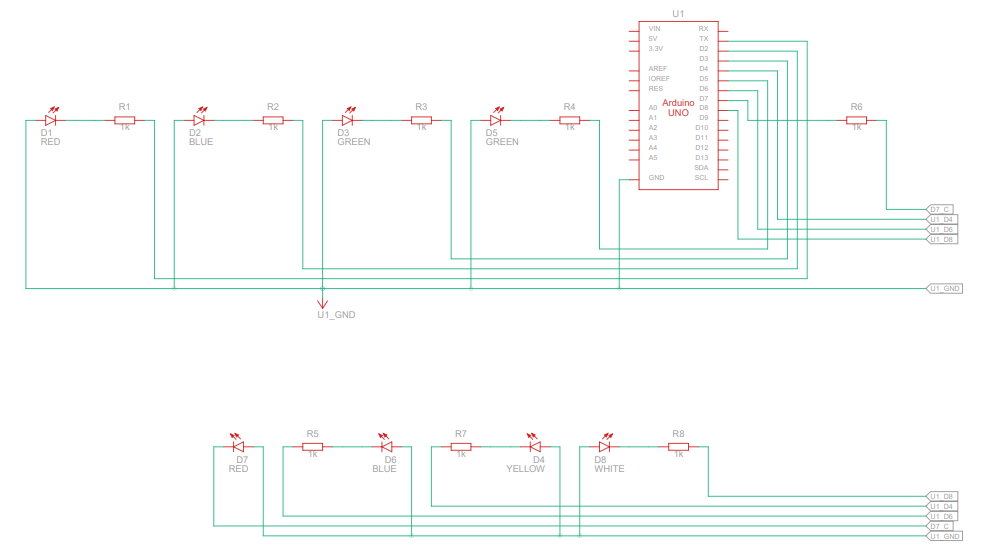 U1
VIN RX
5V TX
3.3V D2
D3
AREF D4
IOREF D5
RES D6
D7
Arduino
UNO
A0 D8
A1 D9
A2 D10
A3 D11
A4 D12
A5 D13
SDA
GND SCL
R1
1k
D1
RED
R2
1k
D2
BLUE
R3
1k
D3
GREEN
R4
1k
D5
GREEN
R6
1k
D7_C
U1_D4
U1_D6
U1_D8
U1_GND
U1_GND
D7
RED
R5
1k
D6
BLUE
R7
1k
D4
YELLOW
D8
WHITE
R8
1k
U1_D8
U1_D4
U1_D6
D7_C
U1_GND